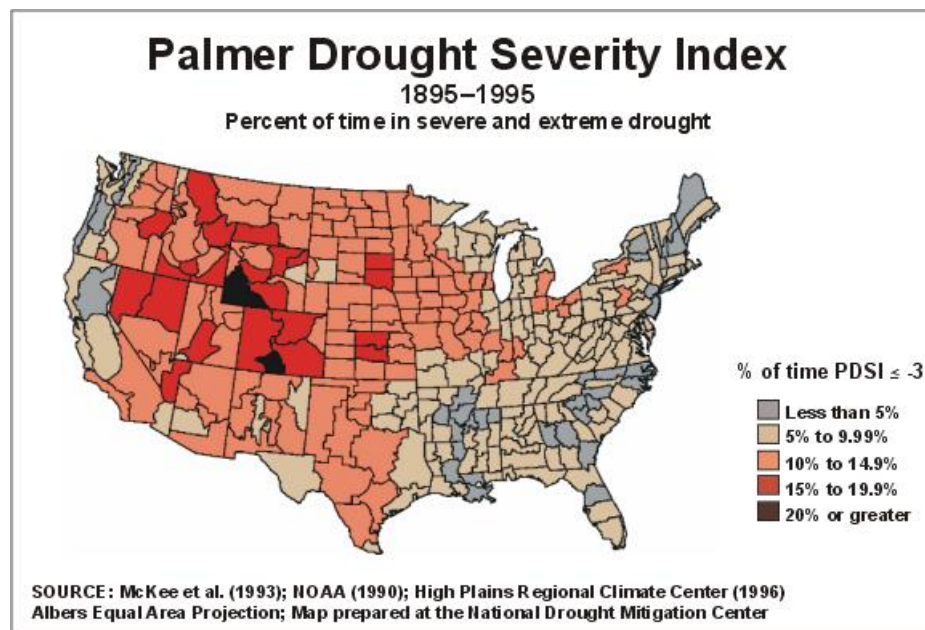 Palmer Drought Severity Index
1895–1995
Percent of time in severe and extreme drought
% of time PDSI ≤ -3
Less than 5%
5% to 9.99%
10% to 14.9%
15% to 19.9%
20% or greater
SOURCE: McKee et al. (1993); NOAA (1990); High Plains Regional Climate Center (1996)
Albers Equal Area Projection; Map prepared at the National Drought Mitigation Center